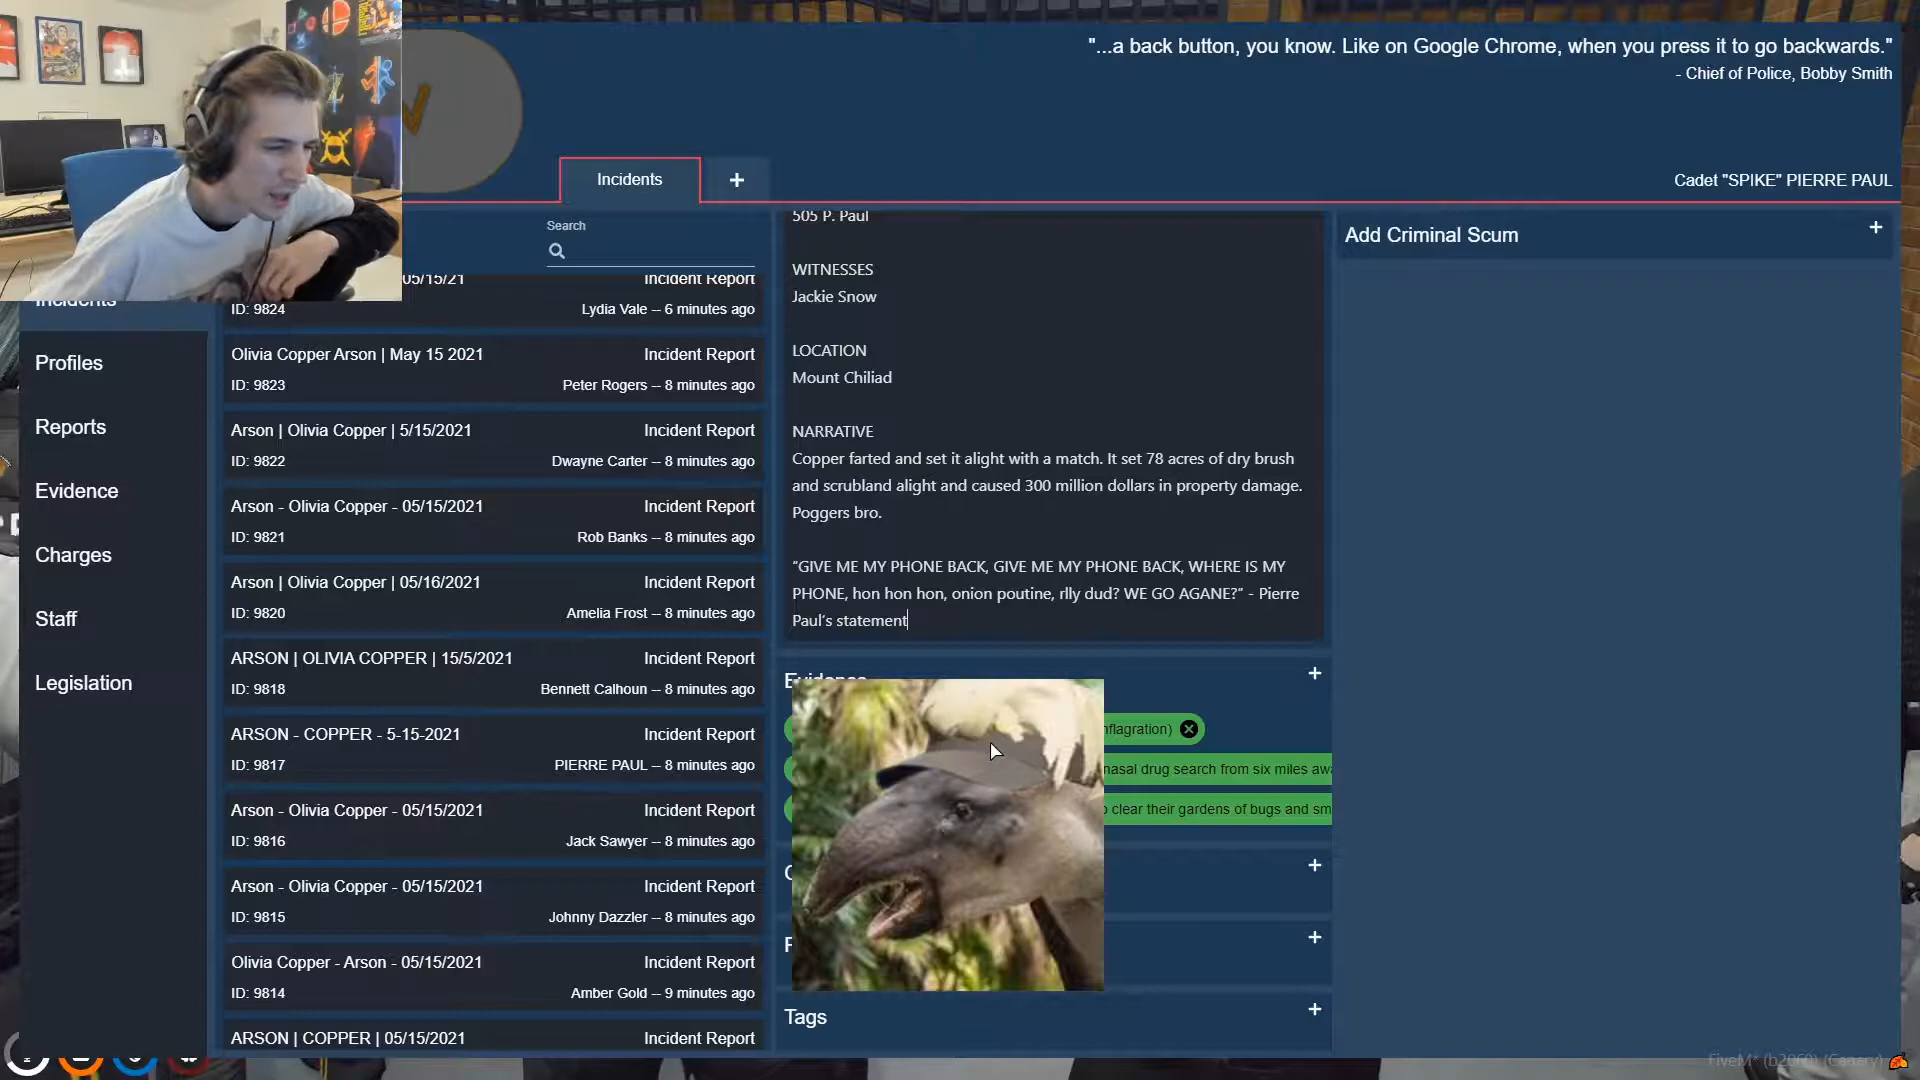 "...a back button, you know. Like on Google Chrome, when you press it to go backwards."
- Chief of Police, Bobby Smith
Incidents
+
Cadet "SPIKE" PIERRE PAUL
Search
Incidents
Profiles
Reports
Evidence
Charges
Staff
Legislation
05/15/21 Incident Report
ID: 9824 Lydia Vale – 6 minutes ago
Olivia Copper Arson | May 15 2021 Incident Report
ID: 9823 Peter Rogers – 8 minutes ago
Arson | Olivia Copper | 5/15/2021 Incident Report
ID: 9822 Dwayne Carter – 8 minutes ago
Arson - Olivia Copper - 05/15/2021 Incident Report
ID: 9821 Rob Banks – 8 minutes ago
Arson | Olivia Copper | 05/16/2021 Incident Report
ID: 9820 Amelia Frost – 8 minutes ago
ARSON | OLIVIA COPPER | 15/5/2021 Incident Report
ID: 9818 Bennett Calhoun – 8 minutes ago
ARSON - COPPER - 5-15-2021 Incident Report
ID: 9817 PIERRE PAUL – 8 minutes ago
Arson - Olivia Copper - 05/15/2021 Incident Report
ID: 9816 Jack Sawyer – 8 minutes ago
Arson - Olivia Copper - 05/15/2021 Incident Report
ID: 9815 Johnny Dazzler – 8 minutes ago
Olivia Copper - Arson - 05/15/2021 Incident Report
ID: 9814 Amber Gold – 9 minutes ago
ARSON | COPPER | 05/15/2021 Incident Report
505 P. Paul
WITNESSES
Jackie Snow
LOCATION
Mount Chiliad
NARRATIVE
Copper farted and set it alight with a match. It set 78 acres of dry brush
and scrubland alight and caused 300 million dollars in property damage.
Poggers bro.
“GIVE ME MY PHONE BACK, GIVE ME MY PHONE BACK, WHERE IS MY
PHONE, hon hon hon, onion poutine, rlly dud? WE GO AGANE?” - Pierre
Paul’s statement
Evidence +
nflagration)
nasal drug search from six miles awa
o clear their gardens of bugs and sm
+
+
Tags +
Add Criminal Scum +
FiveM* (b2060) (Canary)